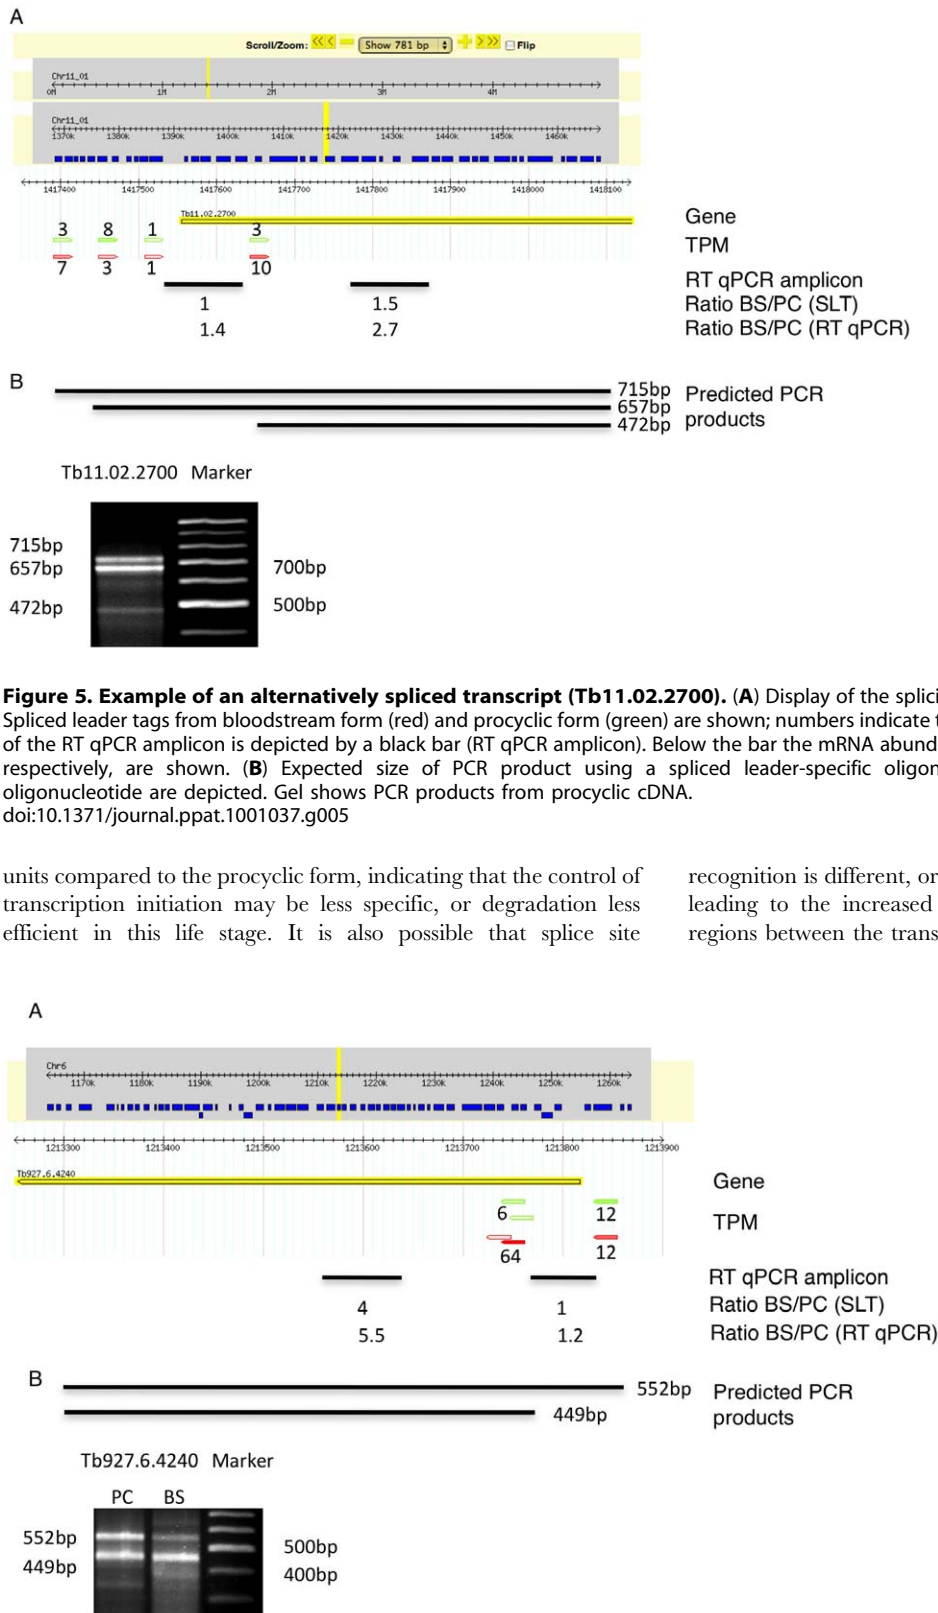 A
Scroll/Zoom: Show 781 bp Flip
Chr11_01
0M 1M 2M 3M 4M
Chr11_01
1370k 1380k 1390k 1400k 1410k 1420k 1430k 1440k 1450k 1460k
1417400 1417500 1417600 1417700 1417800 1417900 1418000 1418100
Tb11.02.2700
Gene
3 8 1 3
TPM
7 3 1 10
RT qPCR amplicon
1 1.5 Ratio BS/PC (SLT)
1.4 2.7 Ratio BS/PC (RT qPCR)
B
715bp Predicted PCR
657bp products
472bp
Tb11.02.2700 Marker
715bp
657bp 700bp
472bp 500bp
Figure 5. Example of an alternatively spliced transcript (Tb11.02.2700). (A) Display of the splici
Spliced leader tags from bloodstream form (red) and procyclic form (green) are shown; numbers indicate t
of the RT qPCR amplicon is depicted by a black bar (RT qPCR amplicon). Below the bar the mRNA abund
respectively, are shown. (B) Expected size of PCR product using a spliced leader-specific oligon
oligonucleotide are depicted. Gel shows PCR products from procyclic cDNA.
doi:10.1371/journal.ppat.1001037.g005
units compared to the procyclic form, indicating that the control of
transcription initiation may be less specific, or degradation less
efficient in this life stage. It is also possible that splice site
recognition is different, or
leading to the increased
regions between the trans
A
Chr6
1170k 1180k 1190k 1200k 1210k 1220k 1230k 1240k 1250k 1260k
1213300 1213400 1213500 1213600 1213700 1213800 1213900
Tb927.6.4240
Gene
6 12
TPM
64 12
RT qPCR amplicon
4 1 Ratio BS/PC (SLT)
5.5 1.2 Ratio BS/PC (RT qPCR)
B
552bp Predicted PCR
449bp products
Tb927.6.4240 Marker
PC BS
552bp 500bp
449bp 400bp